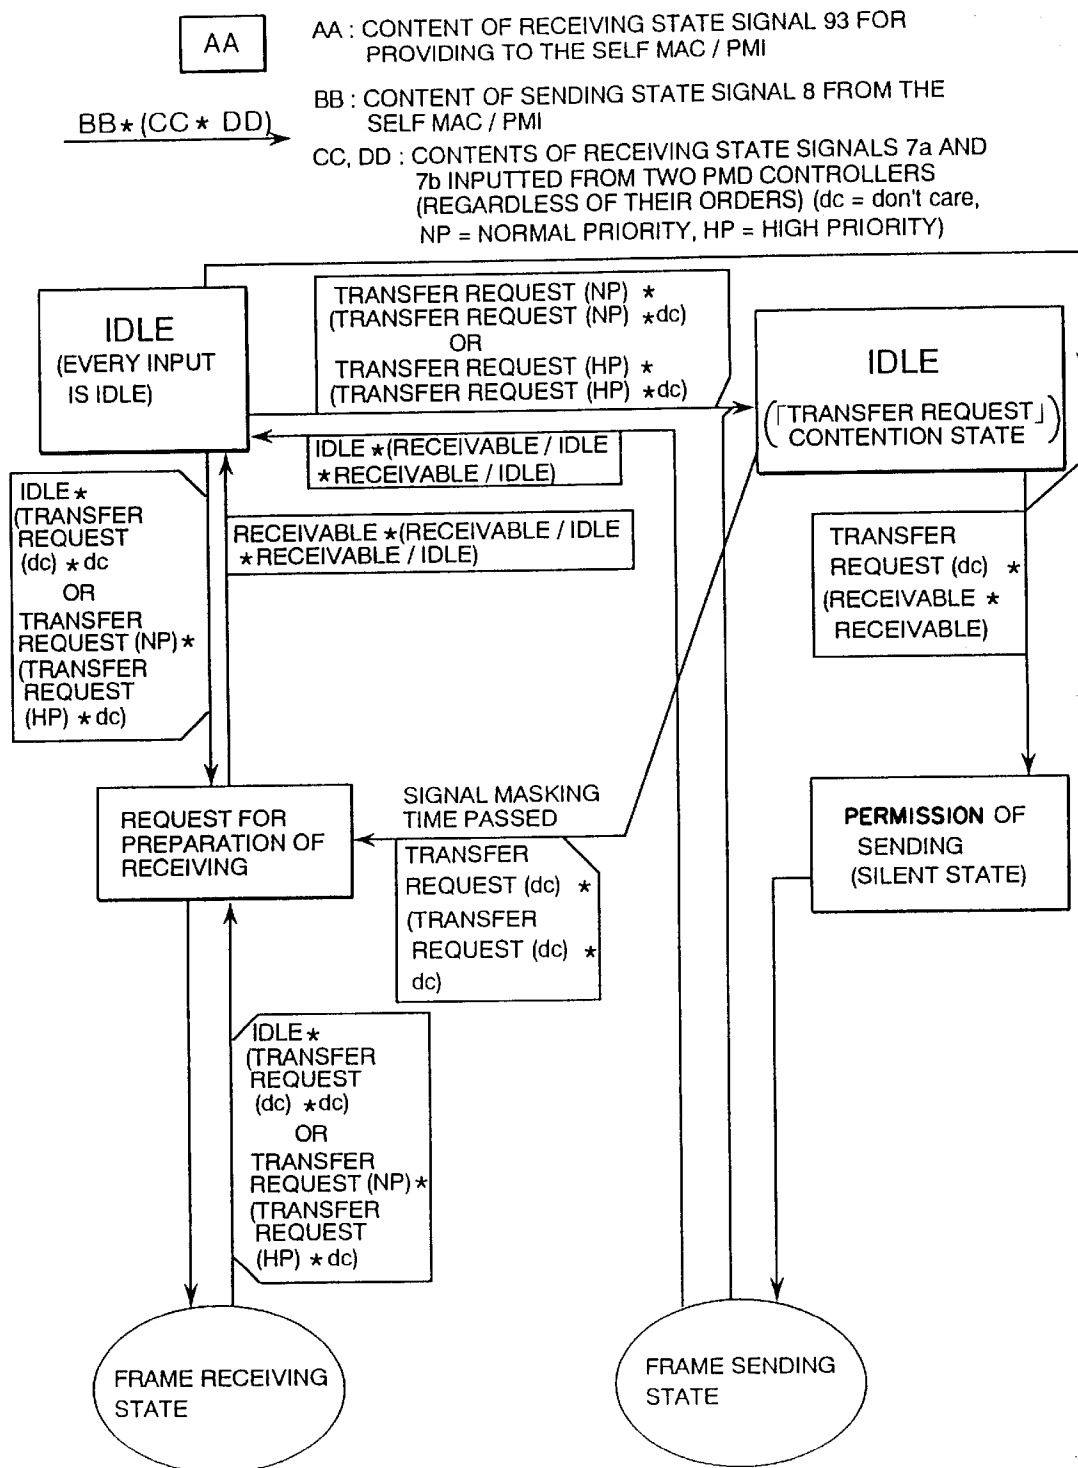 AA
AA : CONTENT OF RECEIVING STATE SIGNAL 93 FOR
PROVIDING TO THE SELF MAC / PMI
BB★(CC★ DD)
BB : CONTENT OF SENDING STATE SIGNAL 8 FROM THE
SELF MAC / PMI
CC, DD : CONTENTS OF RECEIVING STATE SIGNALS 7a AND
7b INPUTTED FROM TWO PMD CONTROLLERS
(REGARDLESS OF THEIR ORDERS) (dc = don't care,
NP = NORMAL PRIORITY, HP = HIGH PRIORITY)
IDLE
(EVERY INPUT
IS IDLE)
TRANSFER REQUEST (NP) ★
(TRANSFER REQUEST (NP) ★dc)
OR
TRANSFER REQUEST (HP) ★
(TRANSFER REQUEST (HP) ★dc)
IDLE
(「TRANSFER REQUEST」
CONTENTION STATE)
IDLE★(RECEIVABLE / IDLE
★RECEIVABLE / IDLE)
IDLE★
(TRANSFER
REQUEST
(dc) ★dc
OR
TRANSFER
REQUEST (NP)★
(TRANSFER
REQUEST
(HP) ★dc)
RECEIVABLE ★(RECEIVABLE / IDLE
★RECEIVABLE / IDLE)
TRANSFER
REQUEST (dc) ★
(RECEIVABLE ★
RECEIVABLE)
REQUEST FOR
PREPARATION OF
RECEIVING
SIGNAL MASKING
TIME PASSED
TRANSFER
REQUEST (dc) ★
(TRANSFER
REQUEST (dc) ★
dc)
PERMISSION OF
SENDING
(SILENT STATE)
IDLE★
(TRANSFER
REQUEST
(dc) ★dc)
OR
TRANSFER
REQUEST (NP)★
(TRANSFER
REQUEST
(HP) ★dc)
FRAME RECEIVING
STATE
FRAME SENDING
STATE